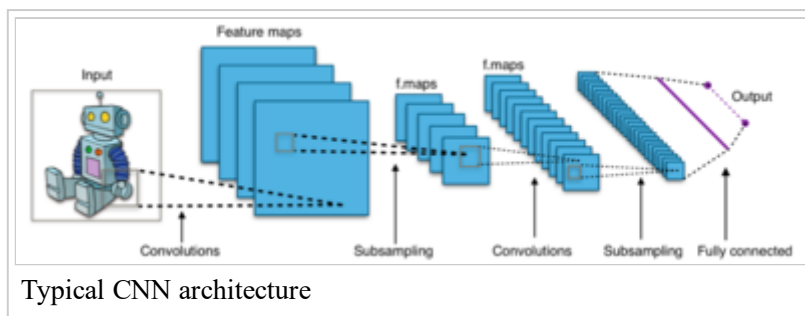 Feature maps
Input
f.maps
f.maps
Output
Convolutions
Subsampling
Convolutions
Subsampling
Fully connected
Typical CNN architecture